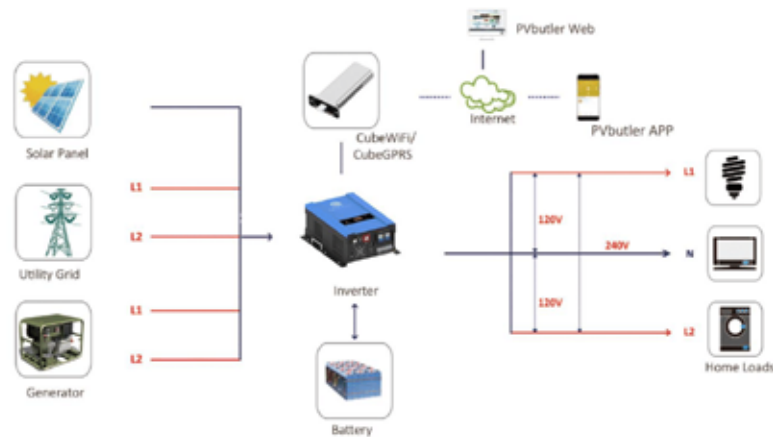 PVbutler Web
Internet
PVbutler APP
CubeWiFi/
CubeGPRS
Solar Panel
L1
L2
Utility Grid
L1
L2
Generator
Inverter
Battery
L1
120V
240V
N
120V
L2
Home Loads